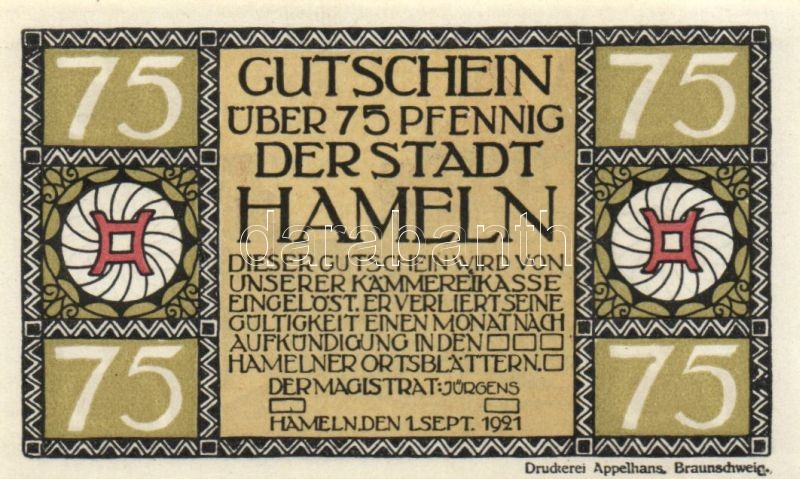 75 75
GUTSCHEIN
ÜBER 75 PFENNIG
DER STADT
HAMELN
darabanth
DIESER GUTSCHEIN WIRD VON
UNSERER KÄMMEREIKASSE
EINGELÖST. ER VERLIERT SEINE
GÜLTIGKEIT EINEN MONAT NACH
AUFKÜNDIGUNG IN DEN
HAMELNER ORTSBLÄTTERN.
DER MAGISTRAT: JÜRGENS
HAMELN, DEN 1. SEPT. 1921
75 75
Druckerei Appelhans, Braunschweig.